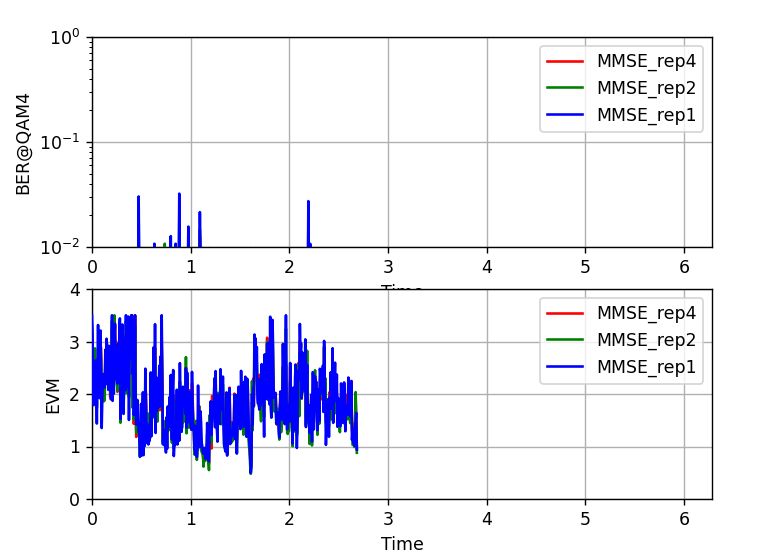 10^0
10^-1
10^-2
BER@QAM4
MMSE_rep4
MMSE_rep2
MMSE_rep1
0 1 2 3 4 5 6
Time
4
3
2
1
0
EVM
MMSE_rep4
MMSE_rep2
MMSE_rep1
0 1 2 3 4 5 6
Time